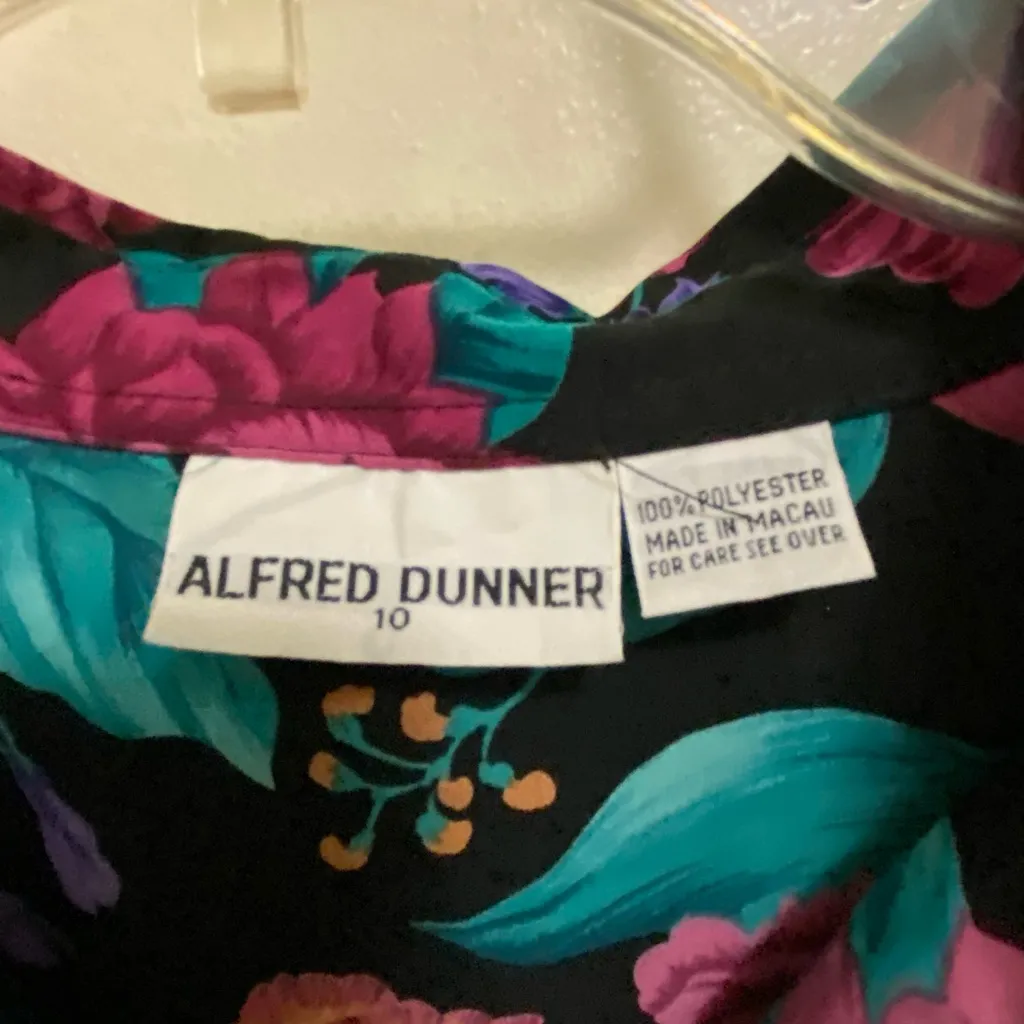 ALFRED DUNNER
10
100% POLYESTER
MADE IN MACAU
FOR CARE SEE OVER